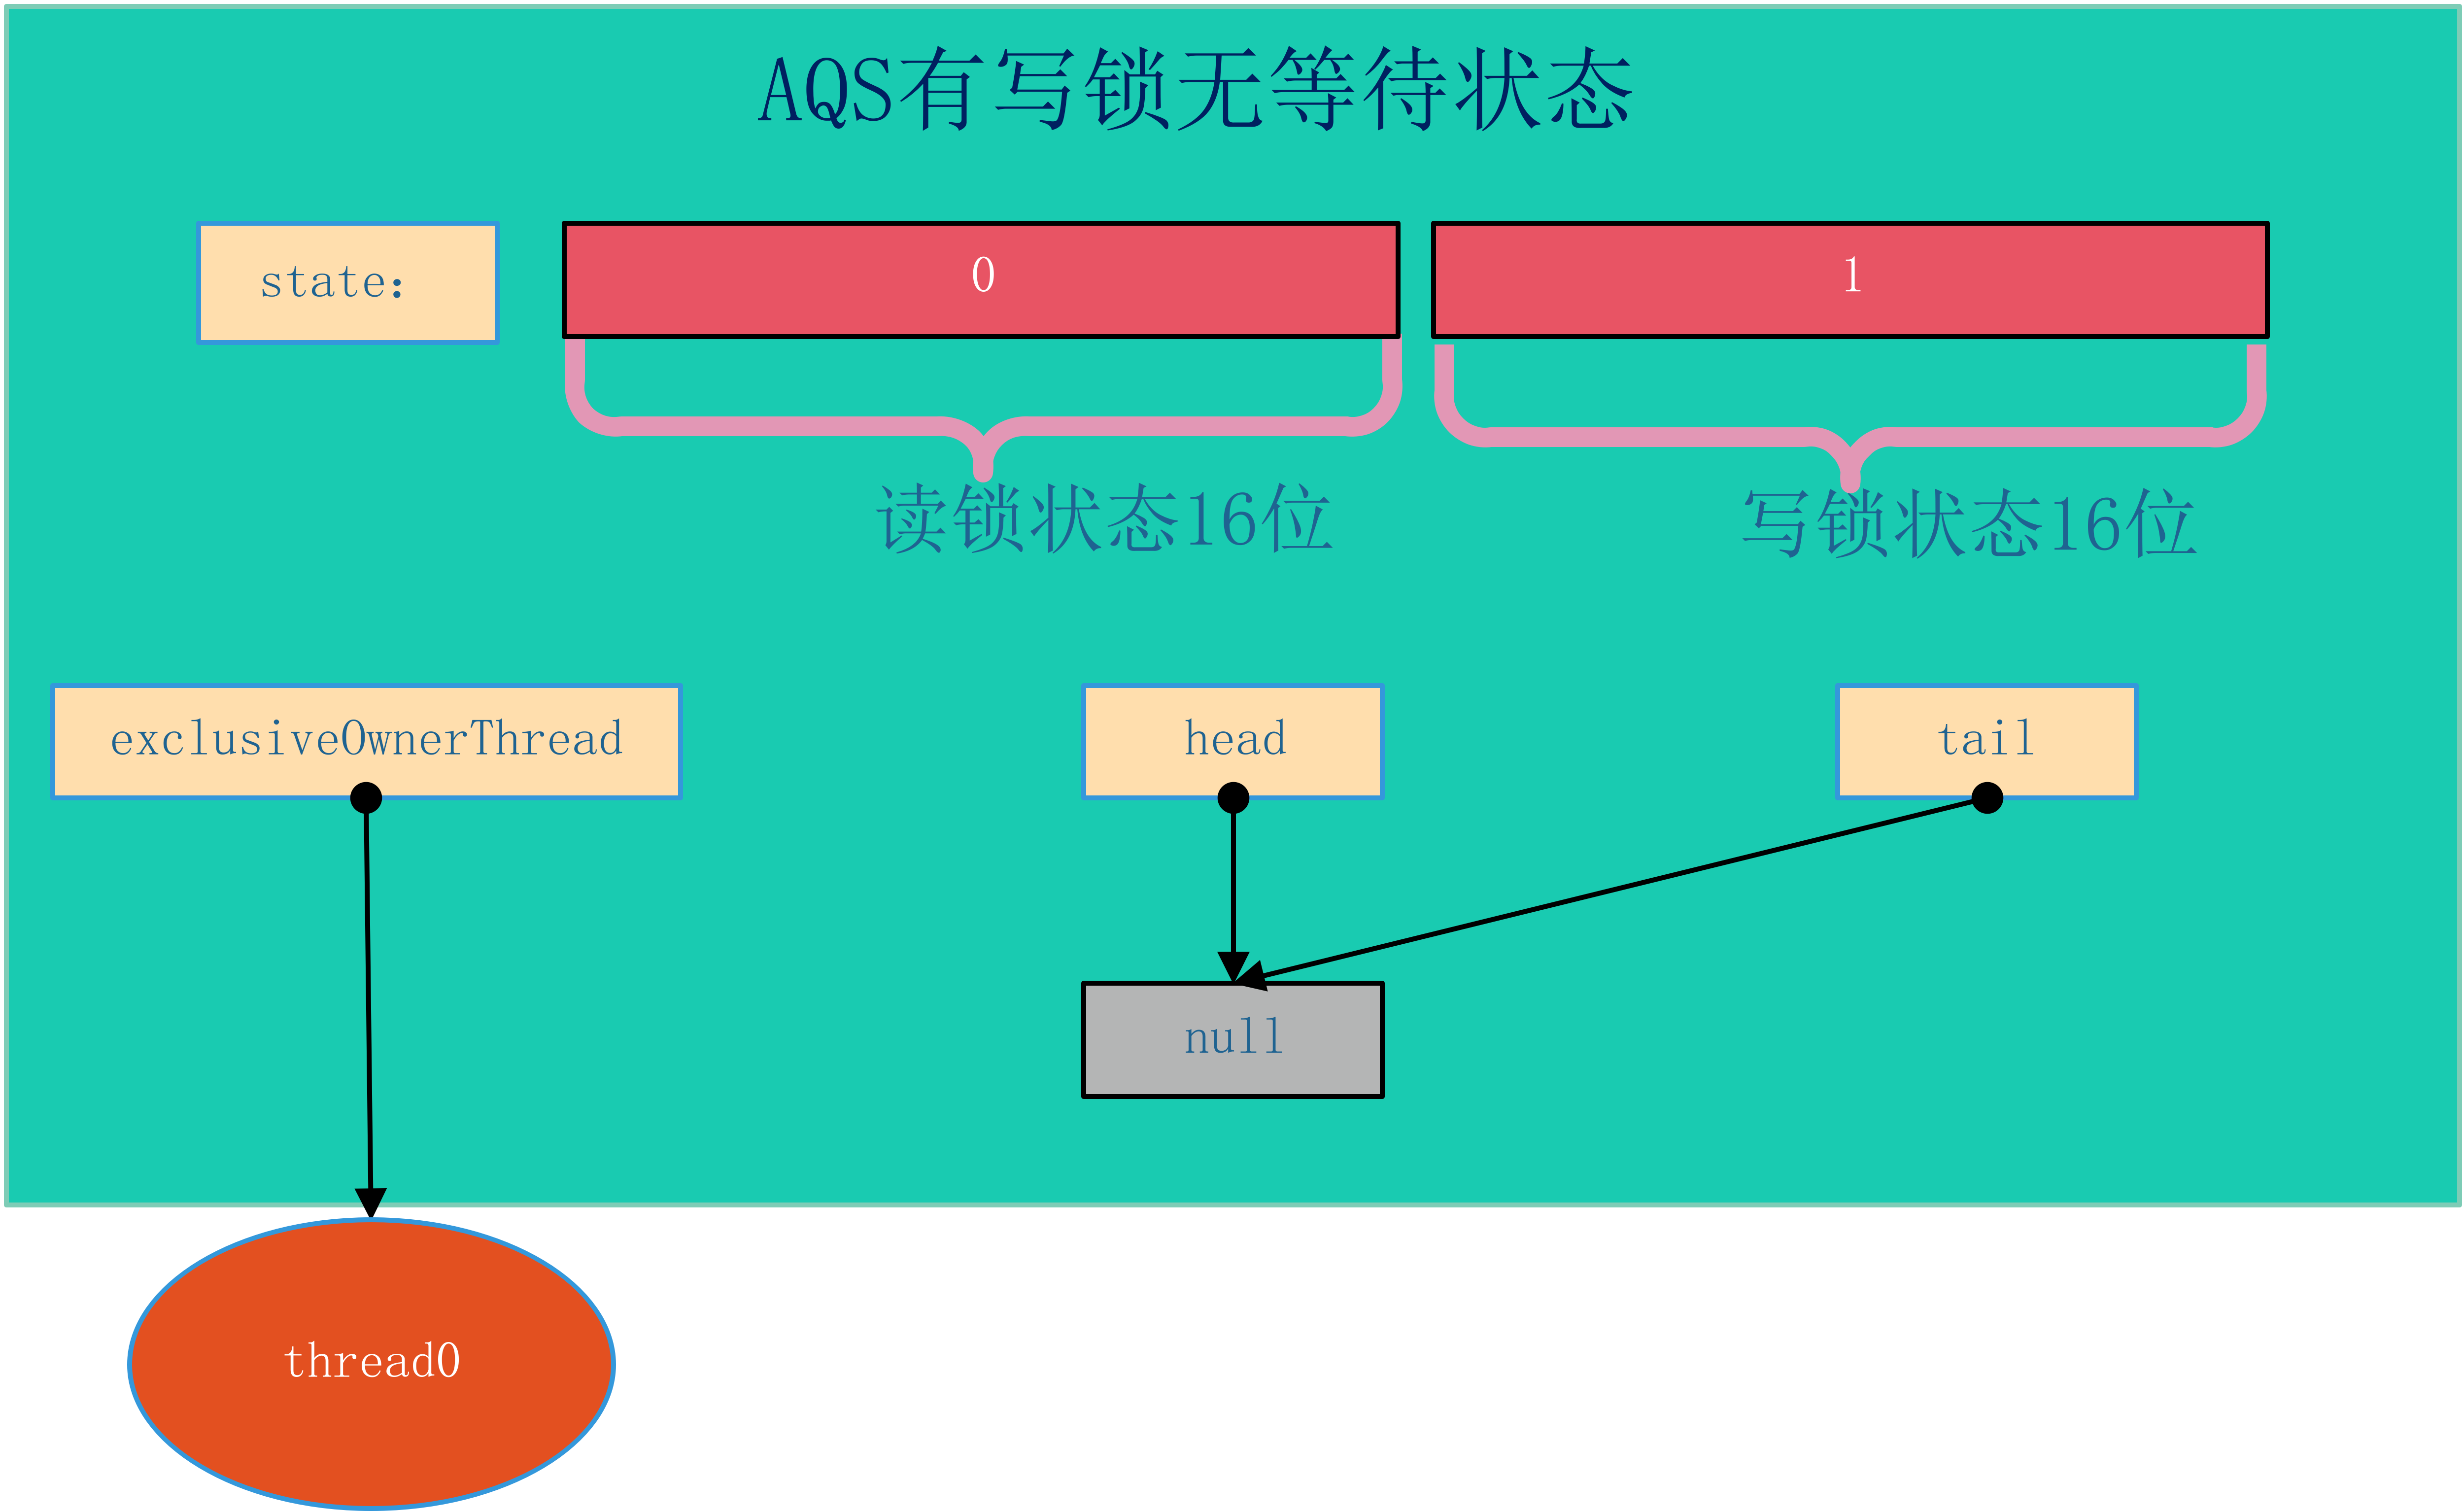 AQS有写锁无等待状态
state：
0
1
读锁状态16位
写锁状态16位
exclusiveOwnerThread
head
tail
null
thread0